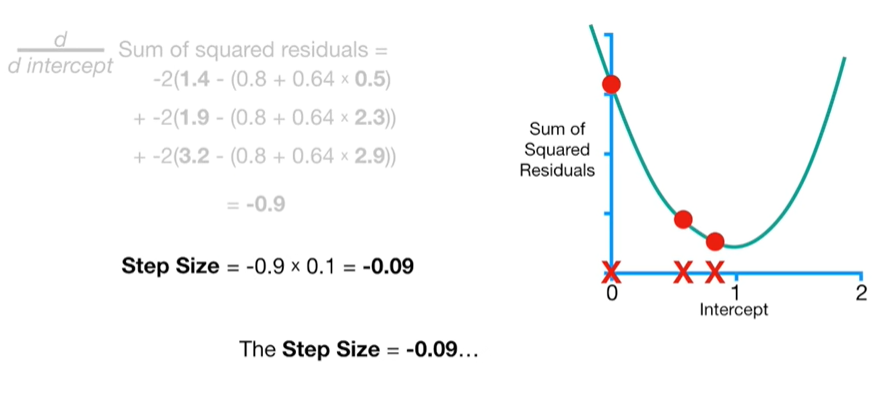 d
d intercept
Sum of squared residuals =
-2(1.4 - (0.8 + 0.64 × 0.5)
+ -2(1.9 - (0.8 + 0.64 × 2.3))
+ -2(3.2 - (0.8 + 0.64 × 2.9))
= -0.9
Step Size = -0.9 × 0.1 = -0.09
The Step Size = -0.09...
Sum of
Squared
Residuals
X X X
0 1 2
Intercept